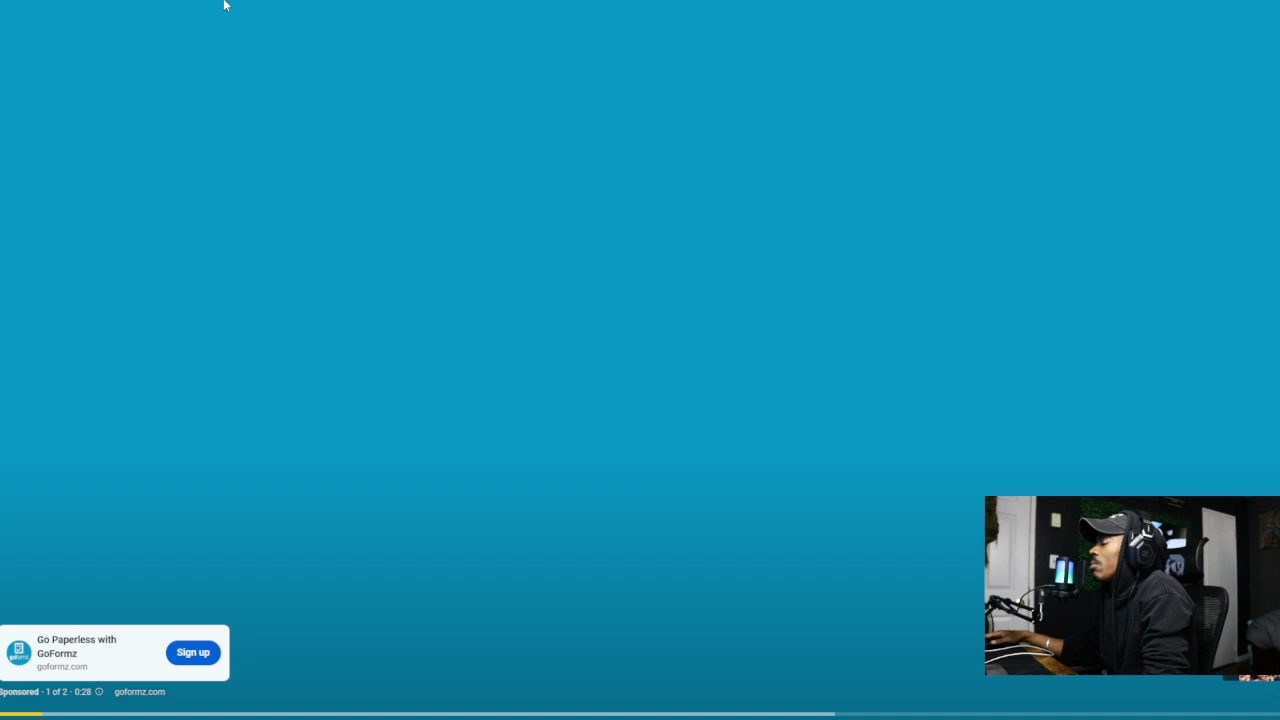 Go Paperless with
GoFormz
goformz.com
Sign up
Sponsored · 1 of 2 · 0:28 goformz.com